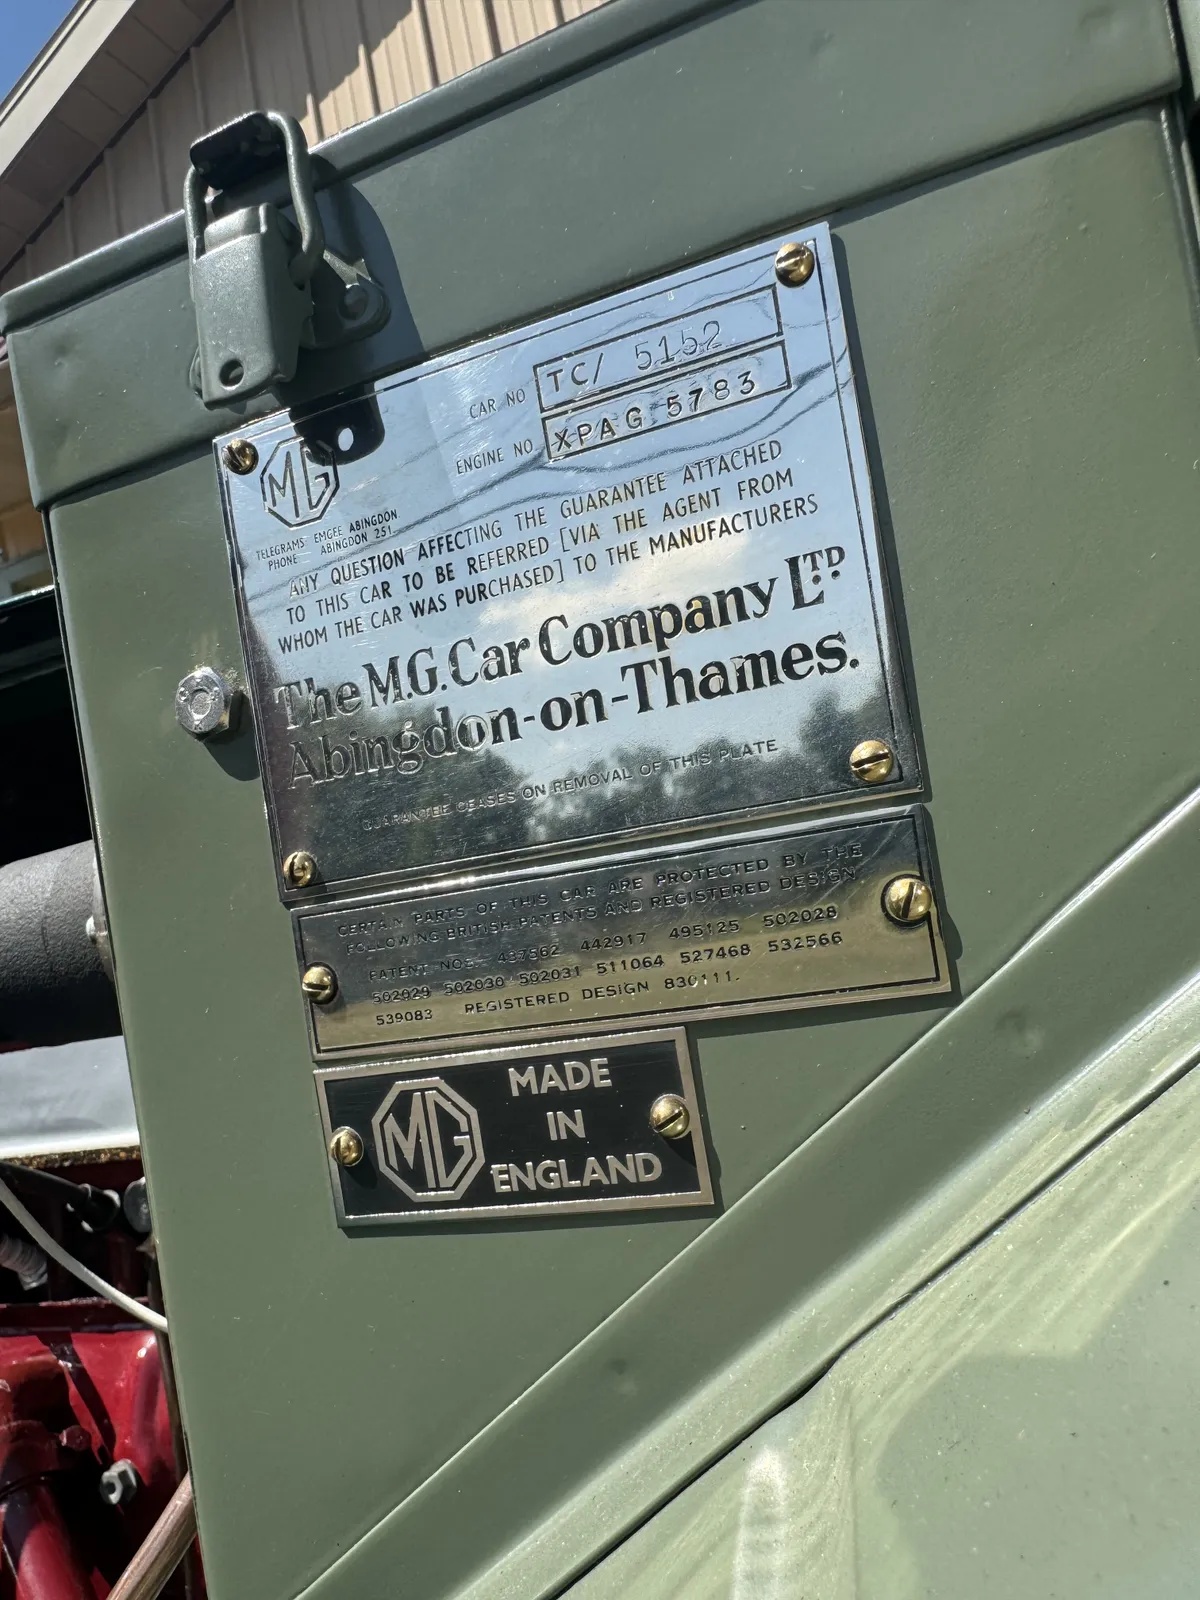 CAR NO TC/ 5152
ENGINE NO XPAG 5783
MG
TELEGRAMS EMGEE ABINGDON
PHONE ABINGDON 251
ANY QUESTION AFFECTING THE GUARANTEE ATTACHED
TO THIS CAR TO BE REFERRED [VIA THE AGENT FROM
WHOM THE CAR WAS PURCHASED] TO THE MANUFACTURERS
The M.G. Car Company LTD
Abingdon-on-Thames.
GUARANTEE CEASES ON REMOVAL OF THIS PLATE
CERTAIN PARTS OF THIS CAR ARE PROTECTED BY THE
FOLLOWING BRITISH PATENTS AND REGISTERED DESIGN
PATENT NOS. 437562 442917 495125 502028
502029 502030 502031 511064 527468 532566
539083 REGISTERED DESIGN 830111.
MG
MADE
IN
ENGLAND